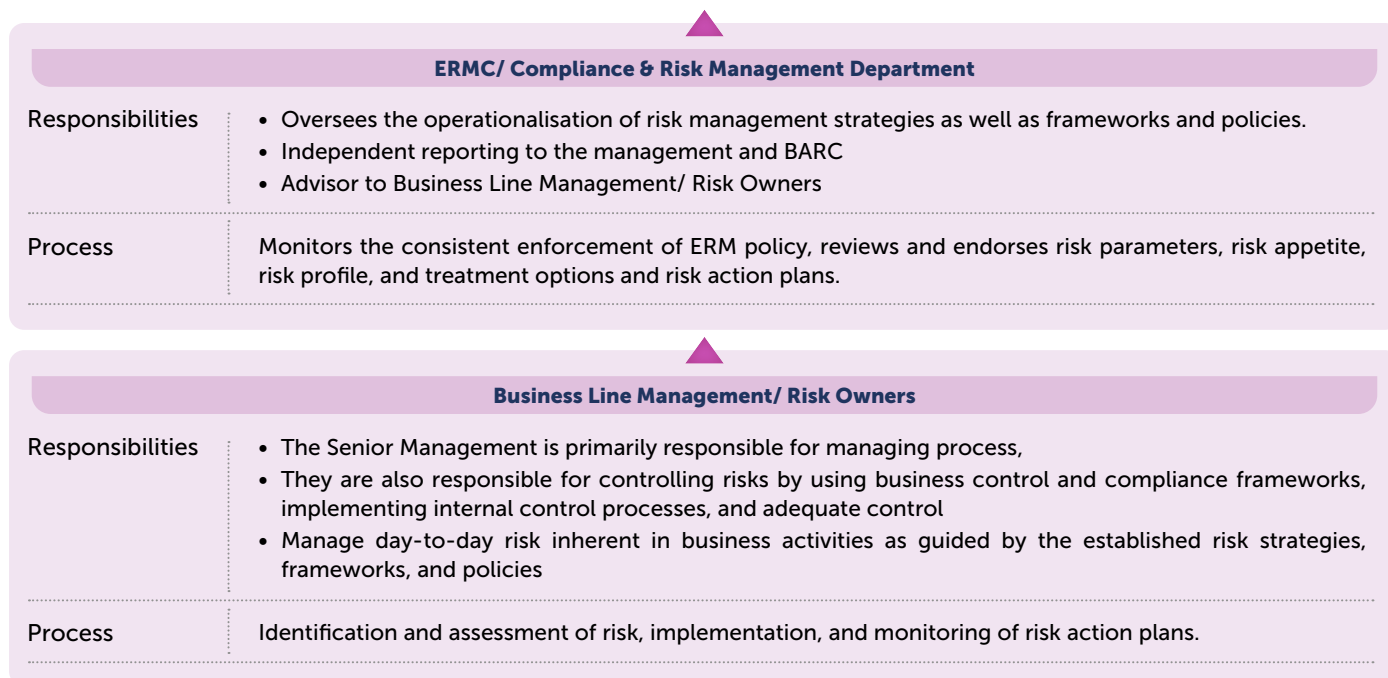 ERMC/ Compliance & Risk Management Department
Responsibilities
• Oversees the operationalisation of risk management strategies as well as frameworks and policies.
• Independent reporting to the management and BARC
• Advisor to Business Line Management/ Risk Owners
Process
Monitors the consistent enforcement of ERM policy, reviews and endorses risk parameters, risk appetite,
risk profile, and treatment options and risk action plans.
Business Line Management/ Risk Owners
Responsibilities
• The Senior Management is primarily responsible for managing process,
• They are also responsible for controlling risks by using business control and compliance frameworks,
implementing internal control processes, and adequate control
• Manage day-to-day risk inherent in business activities as guided by the established risk strategies,
frameworks, and policies
Process
Identification and assessment of risk, implementation, and monitoring of risk action plans.